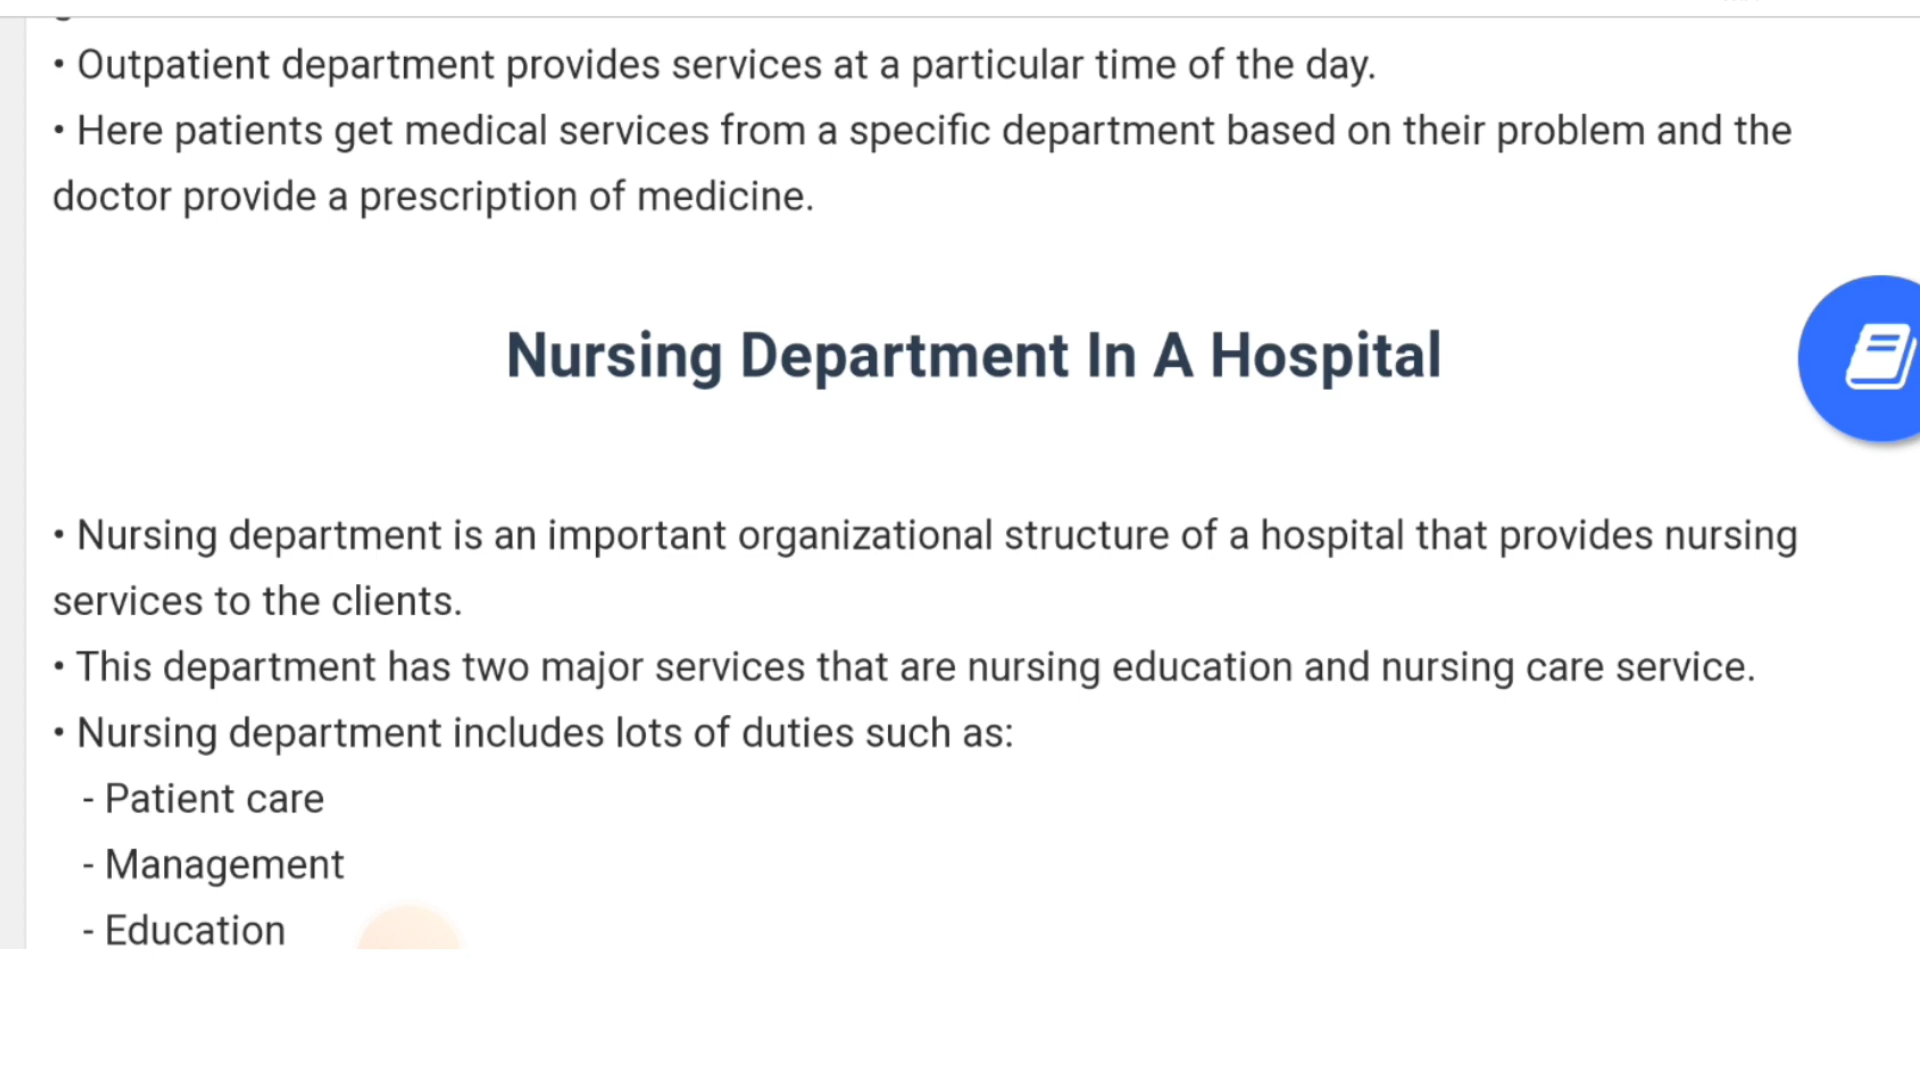 • Outpatient department provides services at a particular time of the day.
• Here patients get medical services from a specific department based on their problem and the
doctor provide a prescription of medicine.
Nursing Department In A Hospital
• Nursing department is an important organizational structure of a hospital that provides nursing
services to the clients.
• This department has two major services that are nursing education and nursing care service.
• Nursing department includes lots of duties such as:
- Patient care
- Management
- Education